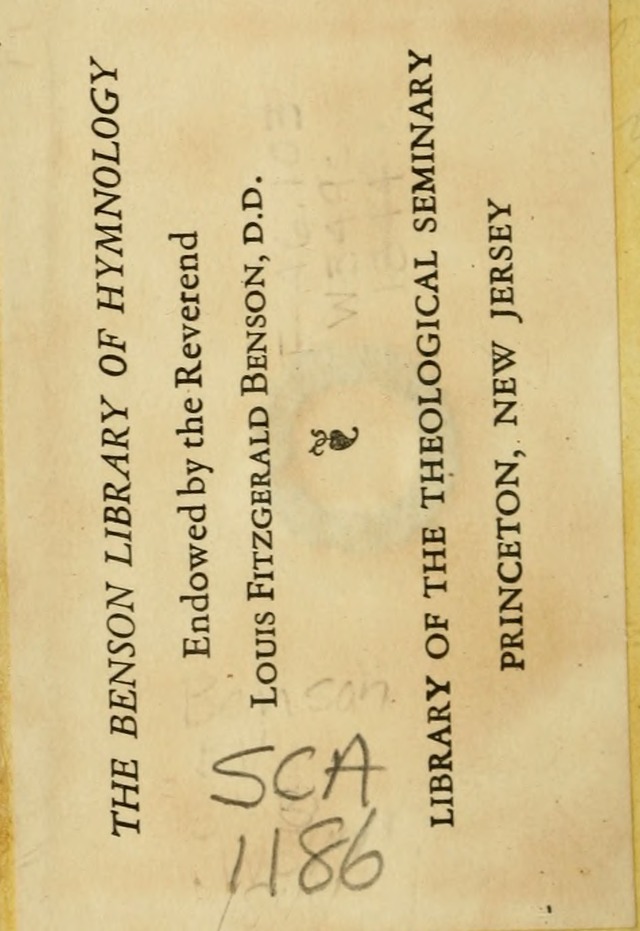 THE BENSON LIBRARY OF HYMNOLOGY
Endowed by the Reverend
LOUIS FITZGERALD BENSON, D.D.
LIBRARY OF THE THEOLOGICAL SEMINARY
PRINCETON, NEW JERSEY
SCA
1186
Benson